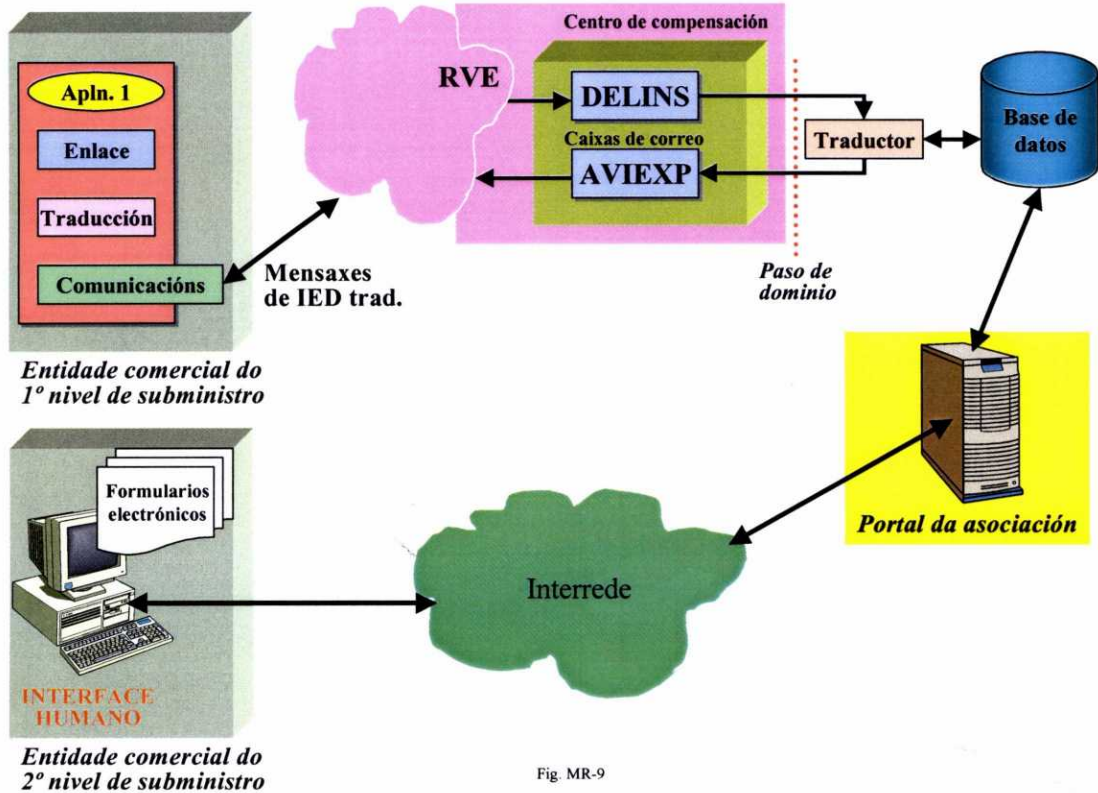 Apln. 1
Enlace
Traducción
Comunicacións
Entidade comercial do
1º nivel de subministro
Mensaxes
de IED trad.
RVE
Centro de compensación
DELINS
Caixas de correo
AVIEXP
Paso de
dominio
Traductor
Base de
datos
Portal da asociación
Formularios
electrónicos
INTERFACE
HUMANO
Entidade comercial do
2º nivel de subministro
Interrede
Fig. MR-9